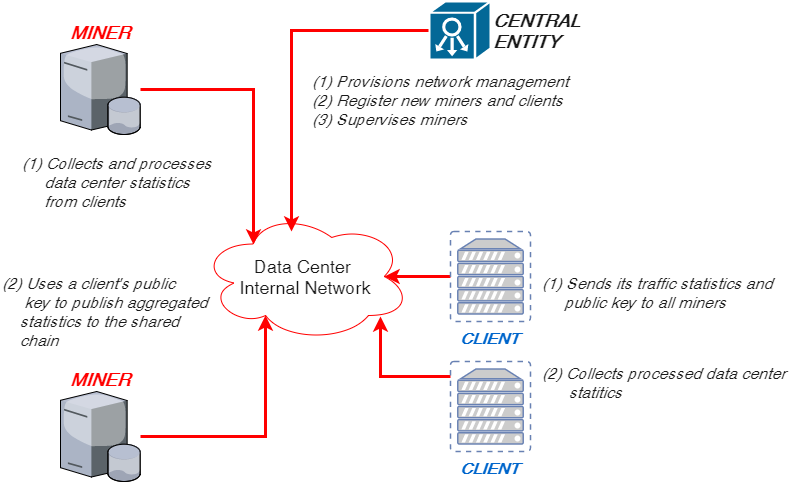 MINER
CENTRAL
ENTITY
(1) Provisions network management
(2) Register new miners and clients
(3) Supervises miners
(1) Collects and processes
data center statistics
from clients
Data Center
Internal Network
(2) Uses a client's public
key to publish aggregated
statistics to the shared
chain
(1) Sends its traffic statistics and
public key to all miners
CLIENT
(2) Collects processed data center
statitics
MINER
CLIENT